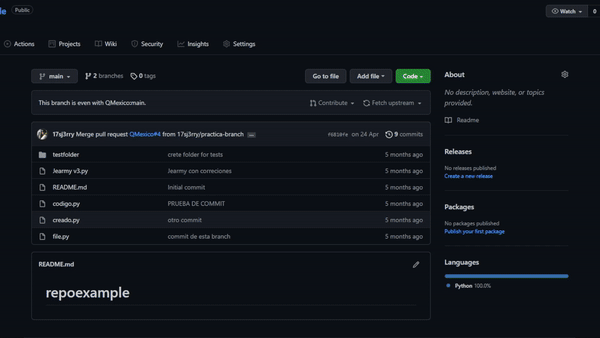 de Public
Watch 0
Actions Projects Wiki Security Insights Settings
main 2 branches 0 tags Go to file Add file Code
This branch is even with QMexico:main. Contribute Fetch upstream
17sj3rry Merge pull request QMexico#4 from 17sj3rry/practica-branch ... on 24 Apr 9 commits
testfolder crete folder for tests 5 months ago
Jearmy v3.py Jearmy con correciones 5 months ago
README.md Initial commit 5 months ago
codigo.py PRUEBA DE COMMIT 5 months ago
creado.py otro commit 5 months ago
file.py commit de esta branch 5 months ago
README.md
repoexample
About
No description, website, or topics
provided.
Readme
Releases
No releases published
Create a new release
Packages
No packages published
Publish your first package
Languages
Python 100.0%